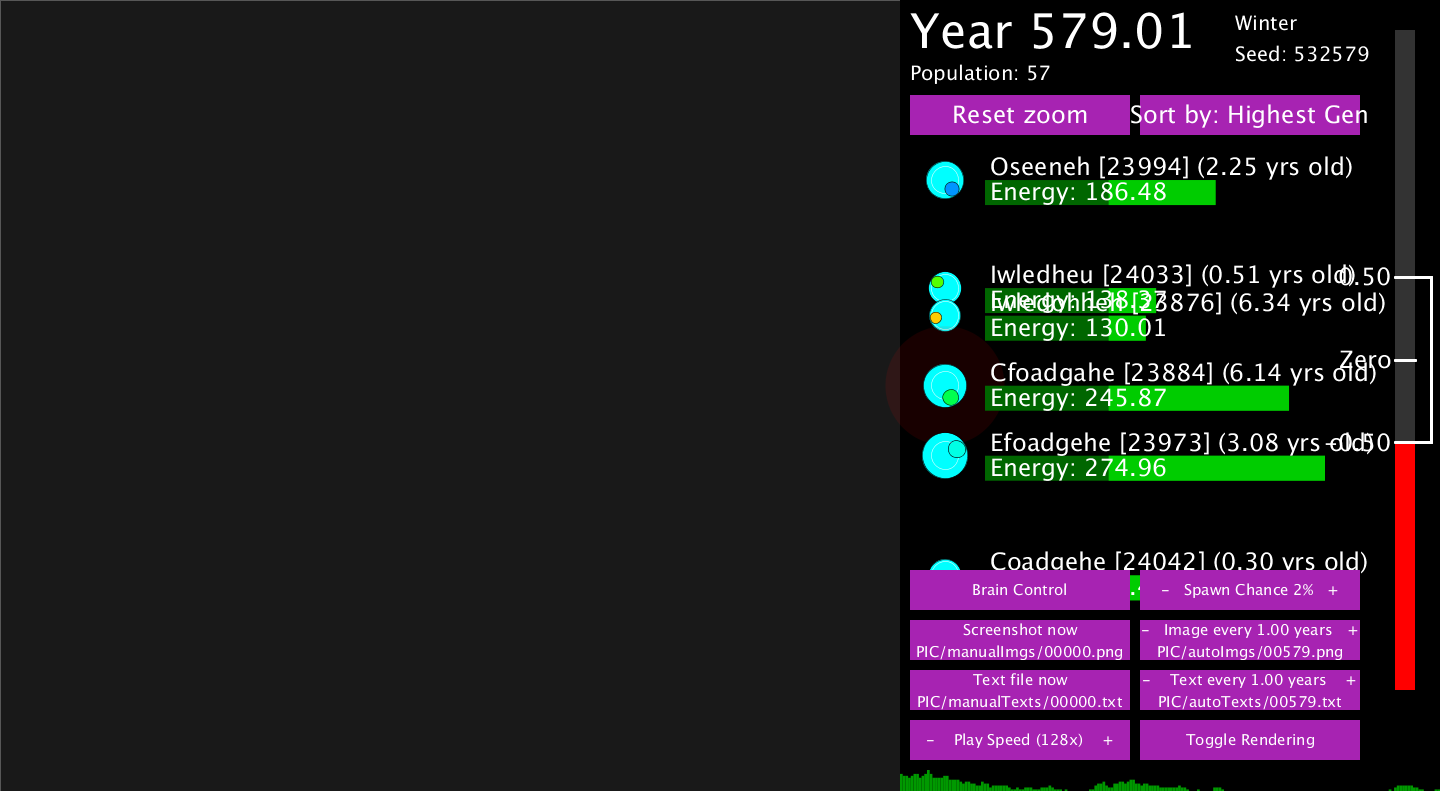 Year 579.01
Winter
Seed: 532579
Population: 57
Reset zoom
Sort by: Highest Gen
Oseeneh [23994] (2.25 yrs old)
Energy: 186.48
Iwledheu [24033] (0.51 yrs old)
0.50
Energy: 138.37
[23876] (6.34 yrs old)
Energy: 130.01
Zero
Cfoadgahe [23884] (6.14 yrs old)
Energy: 245.87
Efoadgehe [23973] (3.08 yrs old)
-0.50
Energy: 274.96
Coadgehe [24042] (0.30 yrs old)
Brain Control
- Spawn Chance 2% +
Screenshot now
PIC/manualImgs/00000.png
- Image every 1.00 years +
PIC/autoImgs/00579.png
Text file now
PIC/manualTexts/00000.txt
- Text every 1.00 years +
PIC/autoTexts/00579.txt
- Play Speed (128x) +
Toggle Rendering